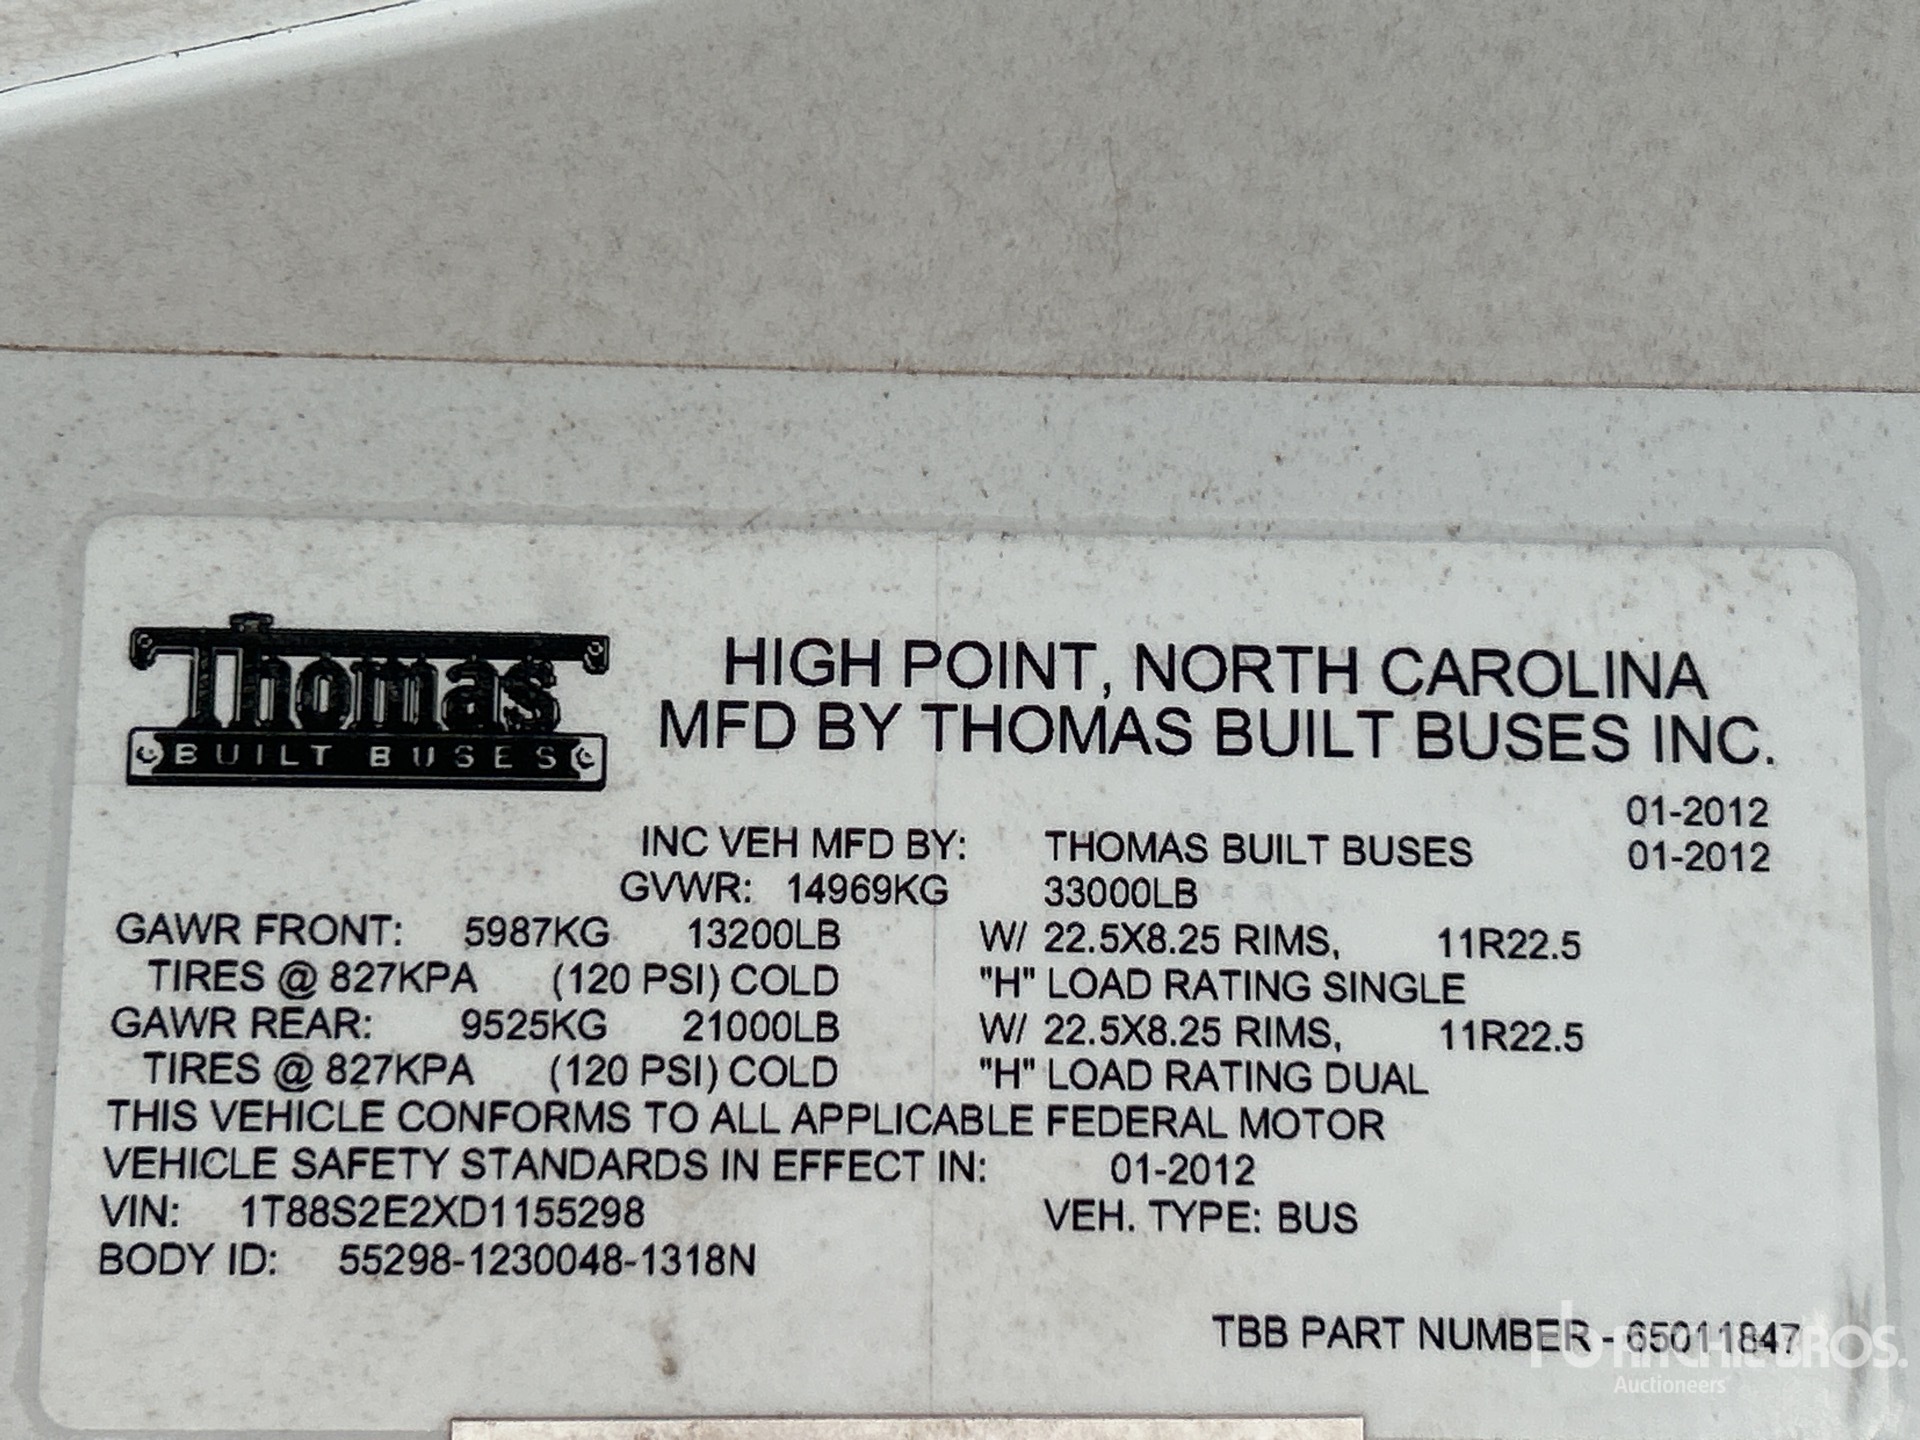 Thomas
BUILT BUSES
HIGH POINT, NORTH CAROLINA
MFD BY THOMAS BUILT BUSES INC.
01-2012
INC VEH MFD BY: THOMAS BUILT BUSES 01-2012
GVWR: 14969KG 33000LB
GAWR FRONT: 5987KG 13200LB W/ 22.5X8.25 RIMS, 11R22.5
TIRES @ 827KPA (120 PSI) COLD "H" LOAD RATING SINGLE
GAWR REAR: 9525KG 21000LB W/ 22.5X8.25 RIMS, 11R22.5
TIRES @ 827KPA (120 PSI) COLD "H" LOAD RATING DUAL
THIS VEHICLE CONFORMS TO ALL APPLICABLE FEDERAL MOTOR
VEHICLE SAFETY STANDARDS IN EFFECT IN: 01-2012
VIN: 1T88S2E2XD1155298 VEH. TYPE: BUS
BODY ID: 55298-1230048-1318N
TBB PART NUMBER - 65011847
rb RITCHIE BROS.
Auctioneers